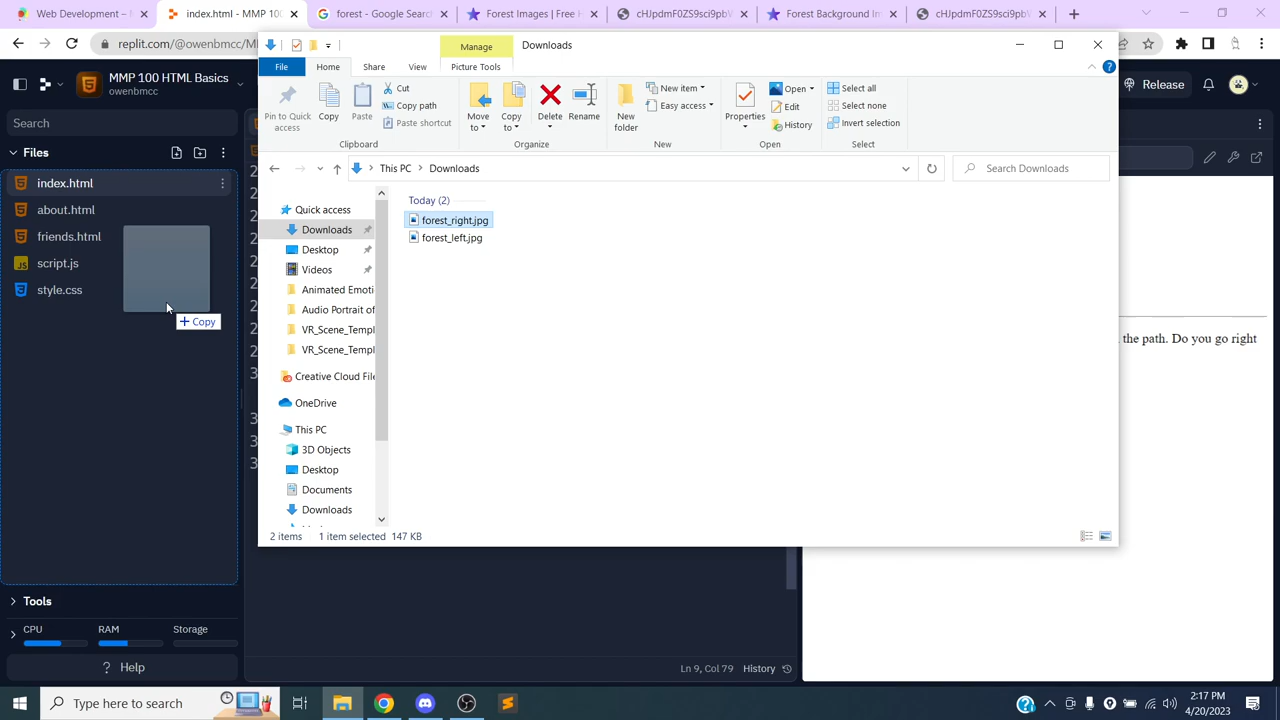 Web Development | MMP
index.html - MMP 100
forest - Google Search
Forest Images | Free H
cHJpdmF0ZS9sci9pbV
Forest Background In
cHJpdmF0ZS9sci9pbV
replit.com/@owenbmcc/M
MMP 100 HTML Basics
owenbmcc
Release
Search
Files
index.html
about.html
friends.html
script.js
style.css
Copy
Tools
CPU
RAM
Storage
Help
Manage
Downloads
File
Home
Share
View
Picture Tools
Pin to Quick access
Copy
Paste
Cut
Copy path
Paste shortcut
Clipboard
Move to
Copy to
Delete
Rename
Organize
New folder
New item
Easy access
New
Properties
Open
Edit
History
Open
Select all
Select none
Invert selection
Select
This PC
Downloads
Search Downloads
Quick access
Downloads
Desktop
Videos
Animated Emoti
Audio Portrait of
VR_Scene_Templ
VR_Scene_Templ
Creative Cloud File
OneDrive
This PC
3D Objects
Desktop
Documents
Downloads
Today (2)
forest_right.jpg
forest_left.jpg
2 items
1 item selected 147 KB
the path. Do you go right
Ln 9, Col 79
History
Type here to search
2:17 PM
4/20/2023